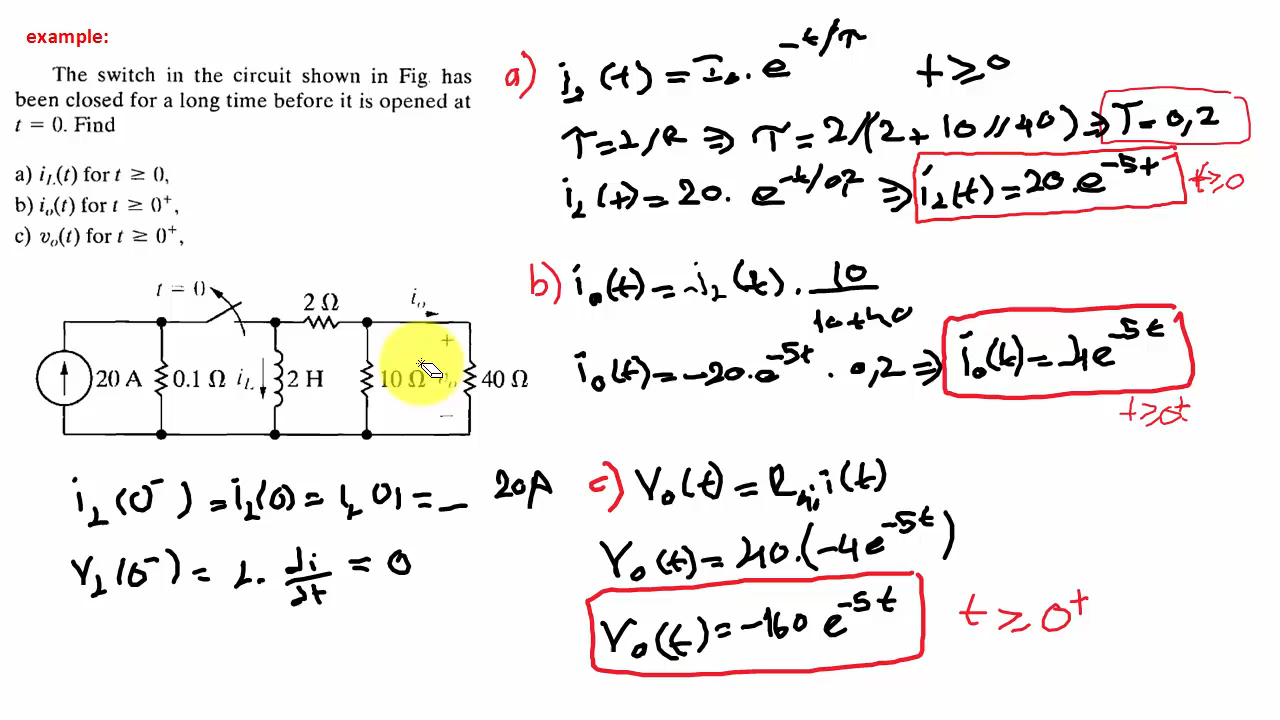 example:
The switch in the circuit shown in Fig. has
been closed for a long time before it is opened at
t = 0. Find
a) iL(t) for t ≥ 0,
b) io(t) for t ≥ 0⁺,
c) vo(t) for t ≥ 0⁺,
t = 0
2 Ω
io
+
20 A
0.1 Ω
iL
2 H
10 Ω
vo
40 Ω
−
iL(0⁻) = iL(0) = IL 0) = _ 20A
VL(0⁻) = L. di/dt = 0
a) iL(t) = I0. e^-t/τ t ≥ 0
τ = L/R ⇒ τ = 2/(2 + 10 // 40) ⇒ τ = 0,2
iL(t) = 20. e^-t/0,2 ⇒ iL(t) = 20.e^-5t t ≥ 0
b) io(t) = -iL(t). 10/10+40
io(t) = -20.e^-5t . 0,2 ⇒ io(t) = 4e^-5t
t ≥ 0⁺
c) Vo(t) = R i(t)
Vo(t) = 40.(-4e^-5t)
Vo(t) = -160 e^-5t t ≥ 0⁺